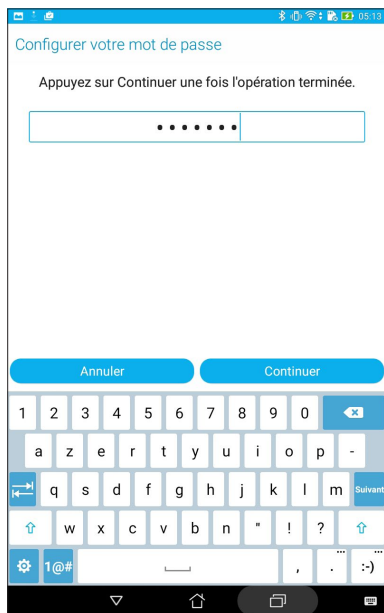 05:13
Configurer votre mot de passe
Appuyez sur Continuer une fois l'opération terminée.
•••••••
Annuler
Continuer
1 2 3 4 5 6 7 8 9 0
a z e r t y u i o p -
q s d f g h j k l m Suivant
w x c v b n " ! ?
1@# , . :-)